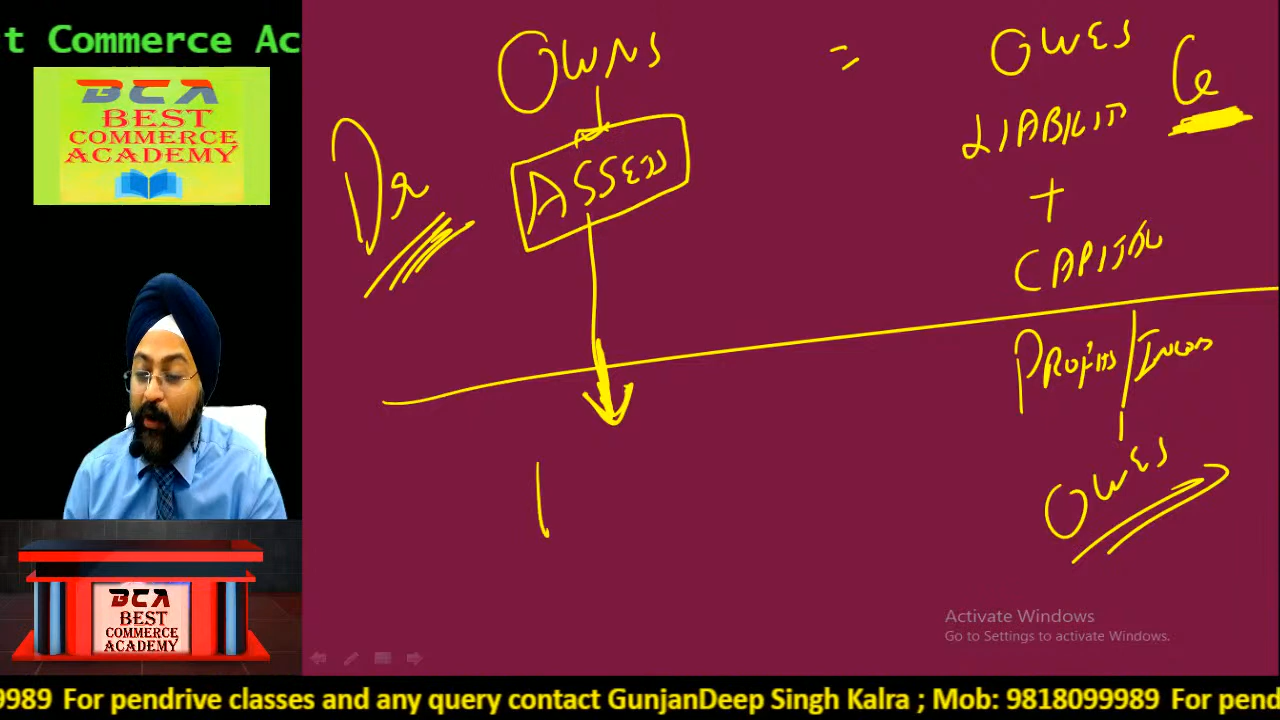 t Commerce Ac
BCA
BEST
COMMERCE
ACADEMY
OWNS = OWES
Dr
ASSETS
LIABILIT
Cr
+
CAPITAL
PROfits/Incom
OWES
BCA
BEST
COMMERCE
ACADEMY
Activate Windows
Go to Settings to activate Windows.
9989 For pendrive classes and any query contact GunjanDeep Singh Kalra ; Mob: 9818099989 For pend